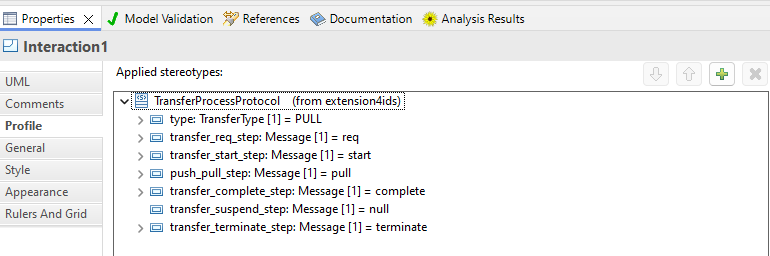 Properties Model Validation References Documentation Analysis Results
Interaction1
UML
Comments
Profile
General
Style
Appearance
Rulers And Grid
Applied stereotypes:
TransferProcessProtocol (from extension4ids)
type: TransferType [1] = PULL
transfer_req_step: Message [1] = req
transfer_start_step: Message [1] = start
push_pull_step: Message [1] = pull
transfer_complete_step: Message [1] = complete
transfer_suspend_step: Message [1] = null
transfer_terminate_step: Message [1] = terminate